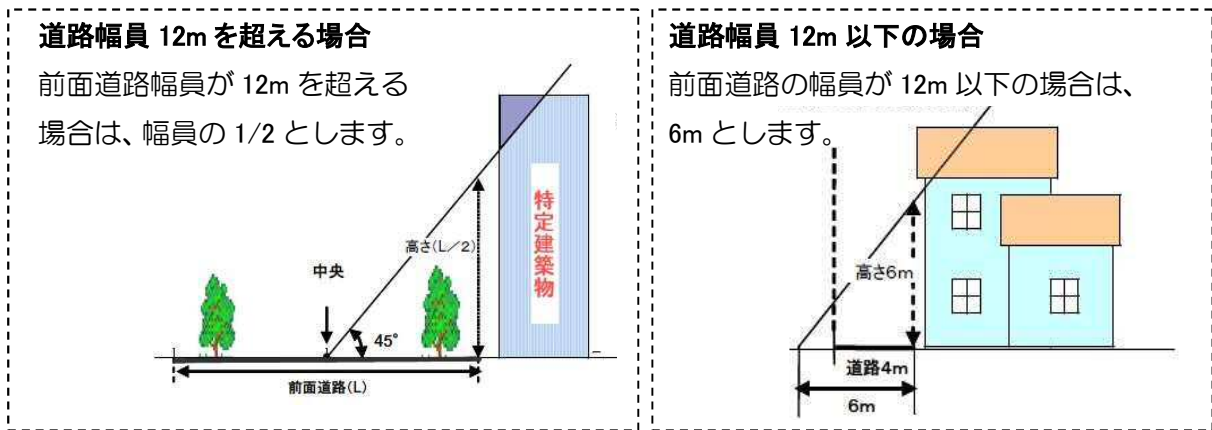 道路幅員 12m を超える場合
前面道路幅員が 12m を超える
場合は、幅員の 1/2 とします。
特定建築物
高さ(L/2)
中央
45°
前面道路(L)
道路幅員 12m 以下の場合
前面道路の幅員が 12m 以下の場合は、
6m とします。
高さ6m
道路4m
6m